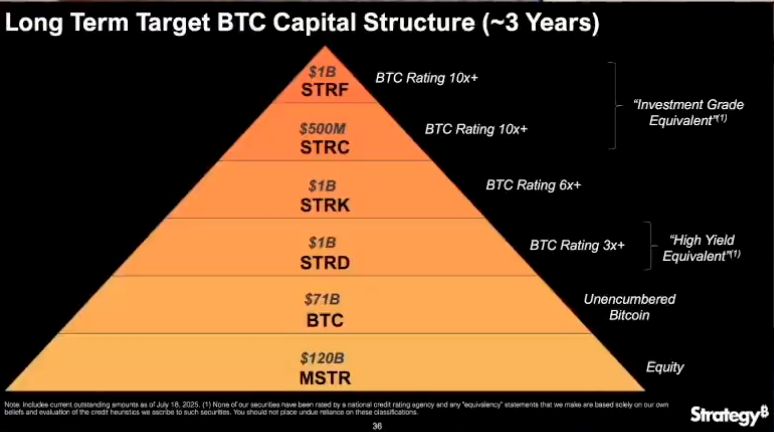 Long Term Target BTC Capital Structure (~3 Years)
$1B
STRF
BTC Rating 10x+
$500M
STRC
BTC Rating 10x+
"Investment Grade
Equivalent"(1)
$1B
STRK
BTC Rating 6x+
$1B
STRD
BTC Rating 3x+
"High Yield
Equivalent"(1)
$71B
BTC
Unencumbered
Bitcoin
$120B
MSTR
Equity
Note: Includes current outstanding amounts as of July 18, 2025. (1) None of our securities have been rated by a national credit rating agency and any "equivalency" statements that we make are based solely on our own
beliefs and evaluation of the credit heuristics we ascribe to such securities. You should not place undue reliance on these classifications.
36
StrategyB